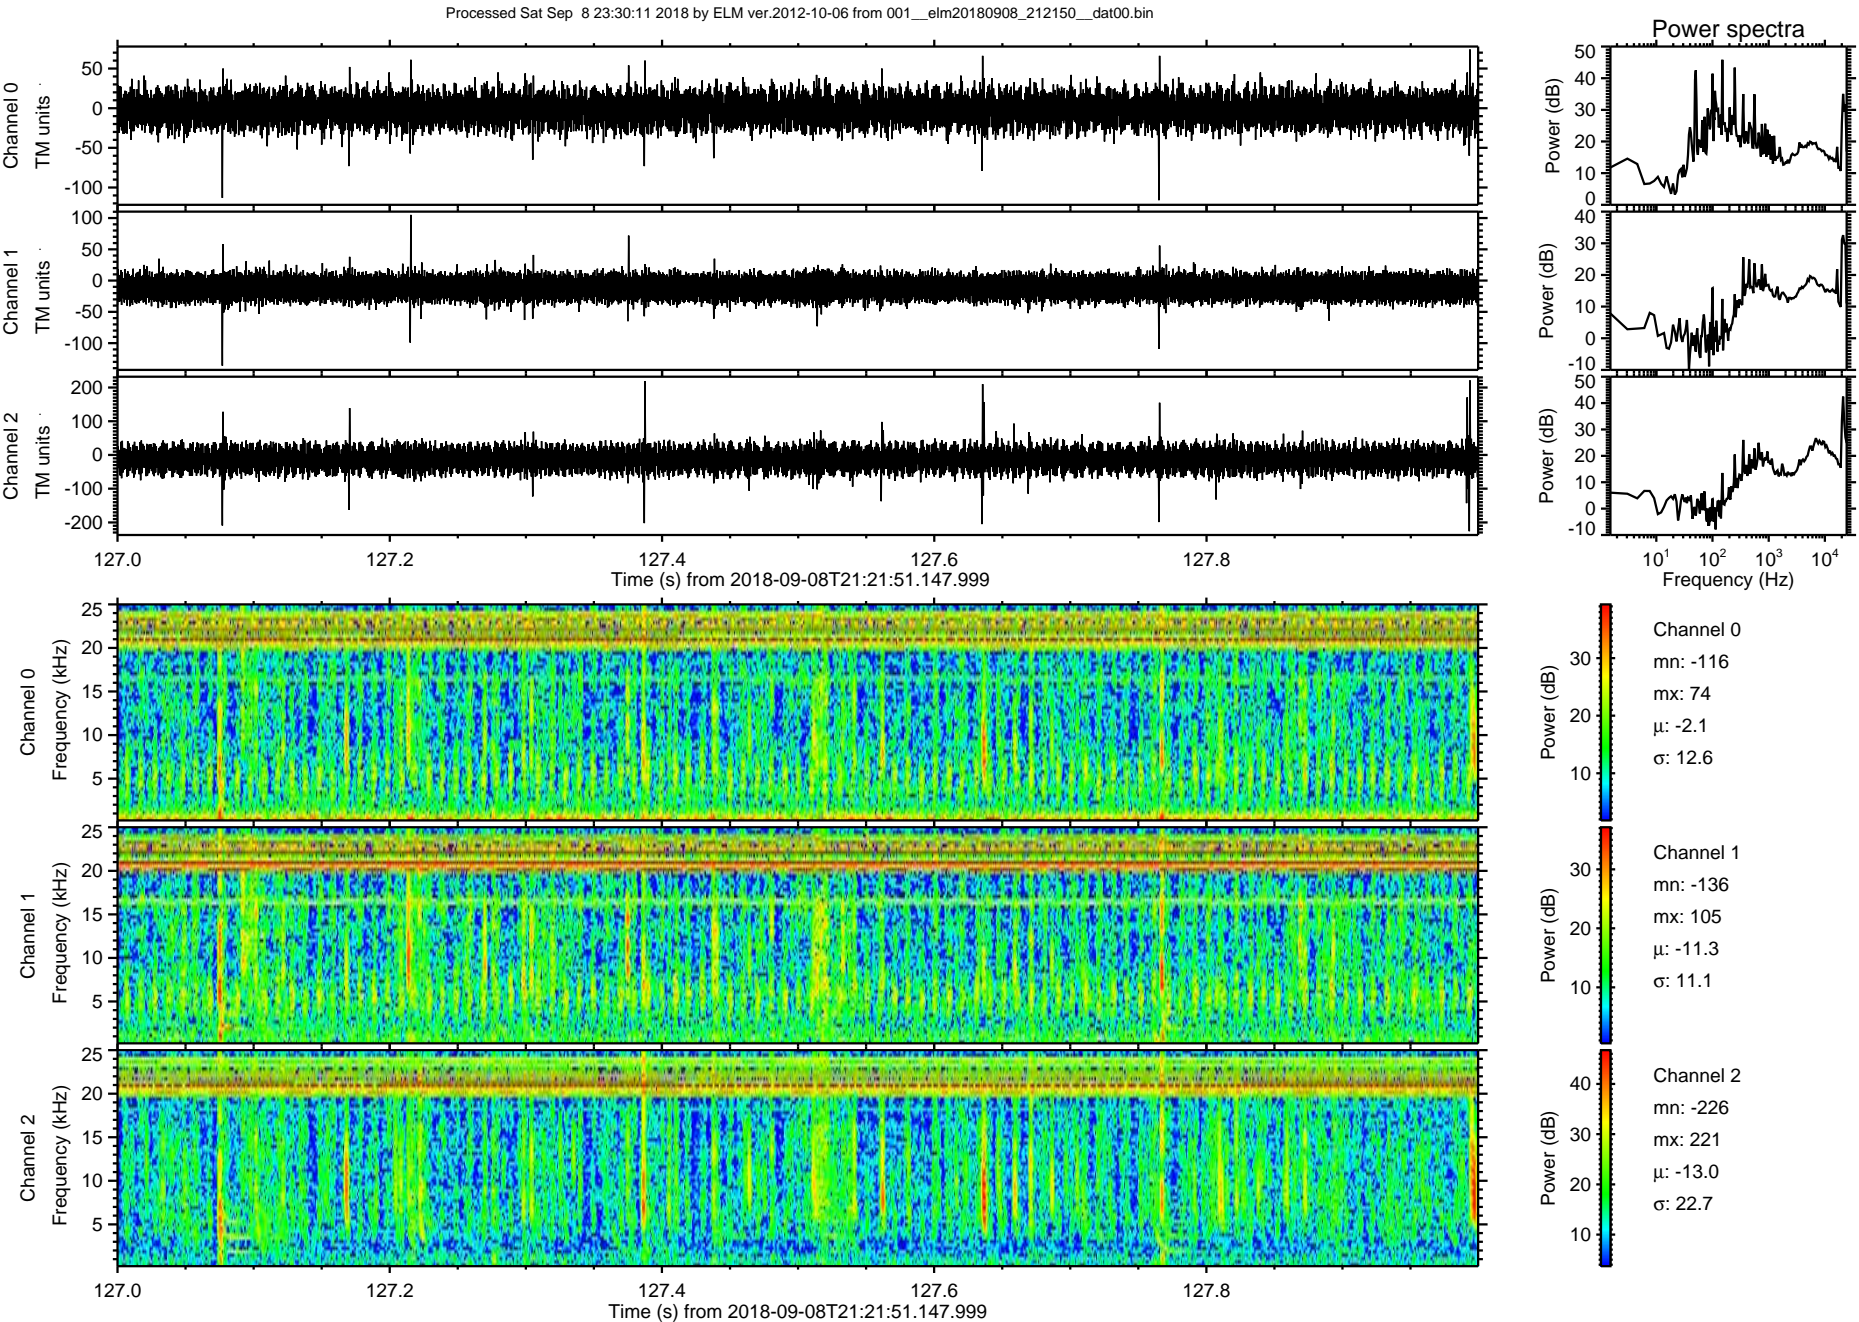 Processed Sat Sep  8 23:30:11 2018 by ELM ver.2012-10-06 from 001__elm20180908_212150__dat00.bin
Power spectra
Channel 0
TM units
50
0
-50
-100
Power (dB)
50
40
30
20
10
0
Channel 1
TM units
100
50
0
-50
-100
Power (dB)
40
30
20
10
0
-10
Channel 2
TM units
200
100
0
-100
-200
Power (dB)
50
40
30
20
10
0
-10
127.0 127.2 127.4 127.6 127.8
Time (s) from 2018-09-08T21:21:51.147.999
10^1 10^2 10^3 10^4
Frequency (Hz)
Channel 0
Frequency (kHz)
25
20
15
10
5
Power (dB)
30
20
10
Channel 0
mn: -116
mx: 74
μ: -2.1
σ: 12.6
Channel 1
Frequency (kHz)
25
20
15
10
5
Power (dB)
30
20
10
Channel 1
mn: -136
mx: 105
μ: -11.3
σ: 11.1
Channel 2
Frequency (kHz)
25
20
15
10
5
Power (dB)
40
30
20
10
Channel 2
mn: -226
mx: 221
μ: -13.0
σ: 22.7
127.0 127.2 127.4 127.6 127.8
Time (s) from 2018-09-08T21:21:51.147.999